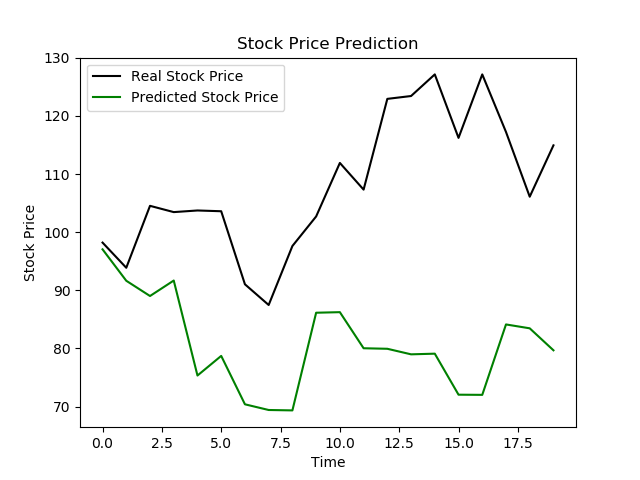 Stock Price Prediction
Real Stock Price
Predicted Stock Price
Stock Price
130
120
110
100
90
80
70
0.0 2.5 5.0 7.5 10.0 12.5 15.0 17.5
Time